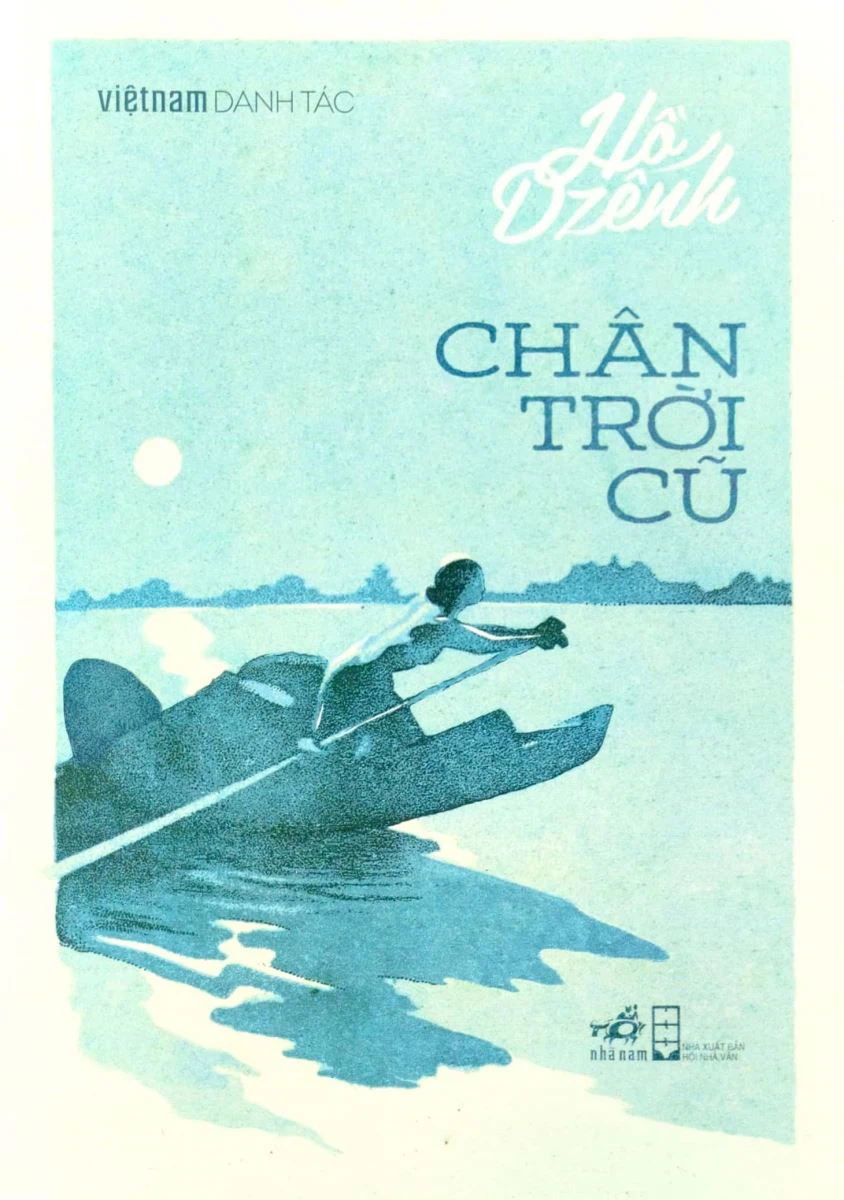 việtnam DANH TÁC
Hồ
Dzếnh
CHÂN
TRỜI
CŨ
nhã nam
NHÀ XUẤT BẢN
HỘI NHÀ VĂN